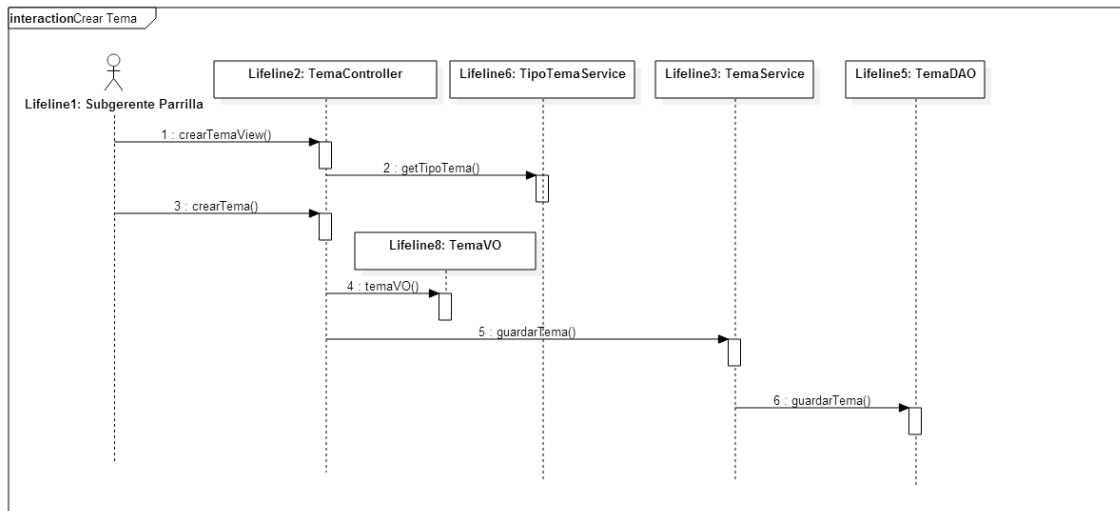 interactionCrear Tema
Lifeline1: Subgerente Parrilla
Lifeline2: TemaController
Lifeline6: TipoTemaService
Lifeline3: TemaService
Lifeline5: TemaDAO
1 : crearTemaView()
2 : getTipoTema()
3 : crearTema()
Lifeline8: TemaVO
4 : temaVO()
5 : guardarTema()
6 : guardarTema()